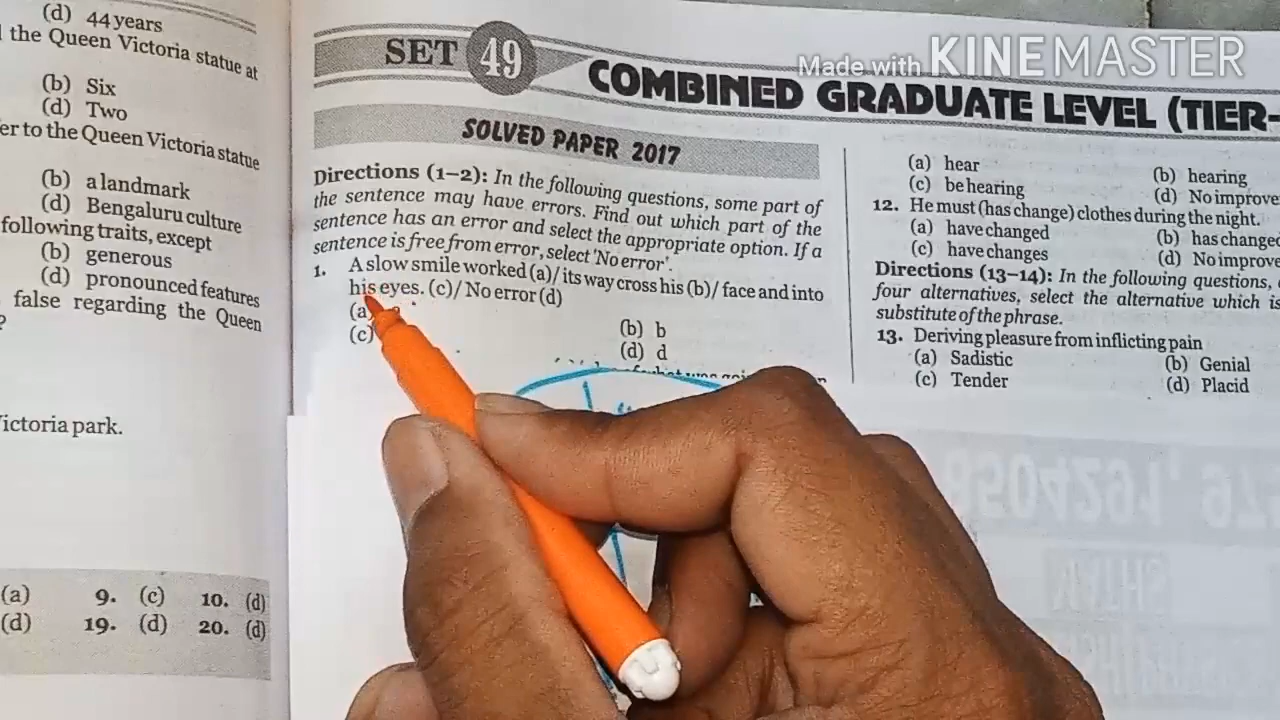 (d) 44 years
the Queen Victoria statue at
(b) Six
(d) Two
er to the Queen Victoria statue
(b) a landmark
(d) Bengaluru culture
following traits, except
(b) generous
(d) pronounced features
false regarding the Queen
?
ictoria park.
(a) 9. (c) 10. (d)
(d) 19. (d) 20. (d)
Made with KINEMASTER
SET 49
COMBINED GRADUATE LEVEL (TIER-
SOLVED PAPER 2017
Directions (1–2): In the following questions, some part of
the sentence may have errors. Find out which part of the
sentence has an error and select the appropriate option. If a
sentence is free from error, select 'No error'.
1. A slow smile worked (a)/ its way cross his (b)/ face and into
his eyes. (c)/ No error (d)
(a)
(b) b
(c)
(d) d
(a) hear (b) hearing
(c) be hearing (d) No improve
12. He must (has change) clothes during the night.
(a) have changed (b) has changed
(c) have changes (d) No improve
Directions (13–14): In the following questions,
four alternatives, select the alternative which is
substitute of the phrase.
13. Deriving pleasure from inflicting pain
(a) Sadistic (b) Genial
(c) Tender (d) Placid